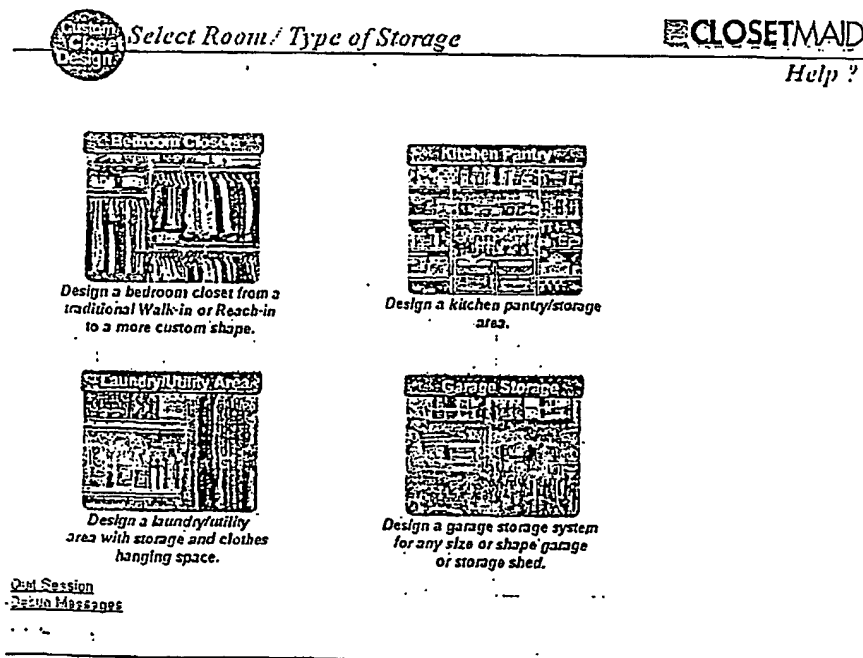 Custom
Closet
Design
Select Room/ Type of Storage
CLOSETMAID
Help ?
Bedroom Closets
Design a bedroom closet from a
traditional Walk-in or Reach-in
to a more custom shape.
Kitchen Pantry
Design a kitchen pantry/storage
area.
Laundry/Utility Area
Design a laundry/utility
area with storage and clothes
hanging space.
Garage Storage
Design a garage storage system
for any size or shape garage
or storage shed.
Quit Session
Debug Messages